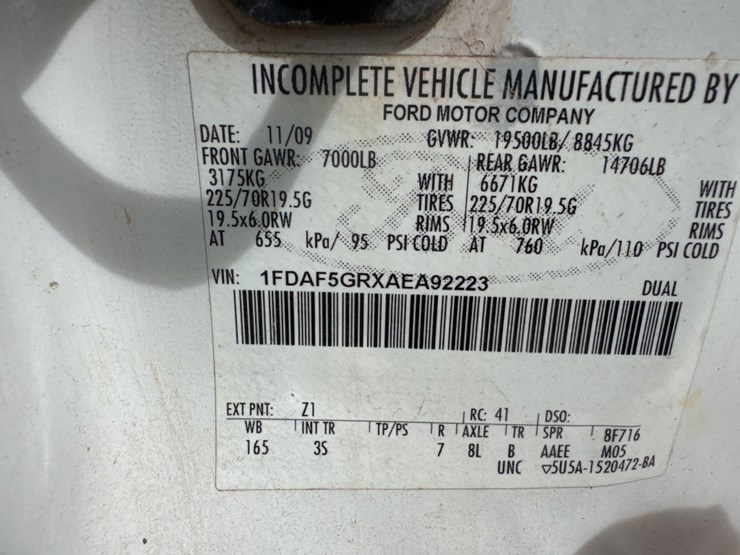 INCOMPLETE VEHICLE MANUFACTURED BY
FORD MOTOR COMPANY
DATE: 11/09 GVWR: 19500LB/ 8845KG
FRONT GAWR: 7000LB REAR GAWR: 14706LB
3175KG WITH 6671KG WITH
225/70R19.5G TIRES 225/70R19.5G TIRES
19.5x6.0RW RIMS 19.5x6.0RW RIMS
AT 655 kPa/ 95 PSI COLD AT 760 kPa/110 PSI COLD
VIN: 1FDAF5GRXAEA92223 DUAL
EXT PNT: Z1 RC: 41 DSO:
WB INT TR TP/PS R AXLE TR SPR 8F716
165 3S 7 8L B AAEE M05
UNC ▽5U5A-1520472-BA